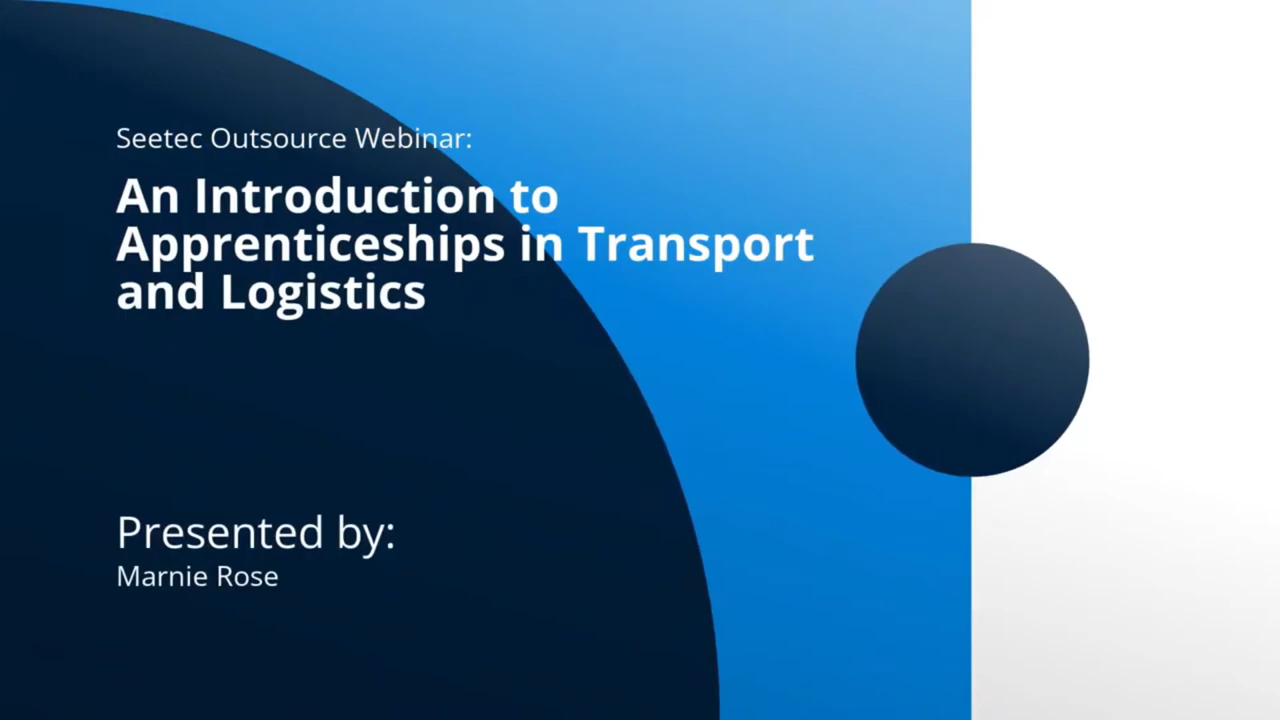 Seetec Outsource Webinar:
An Introduction to
Apprenticeships in Transport
and Logistics
Presented by:
Marnie Rose